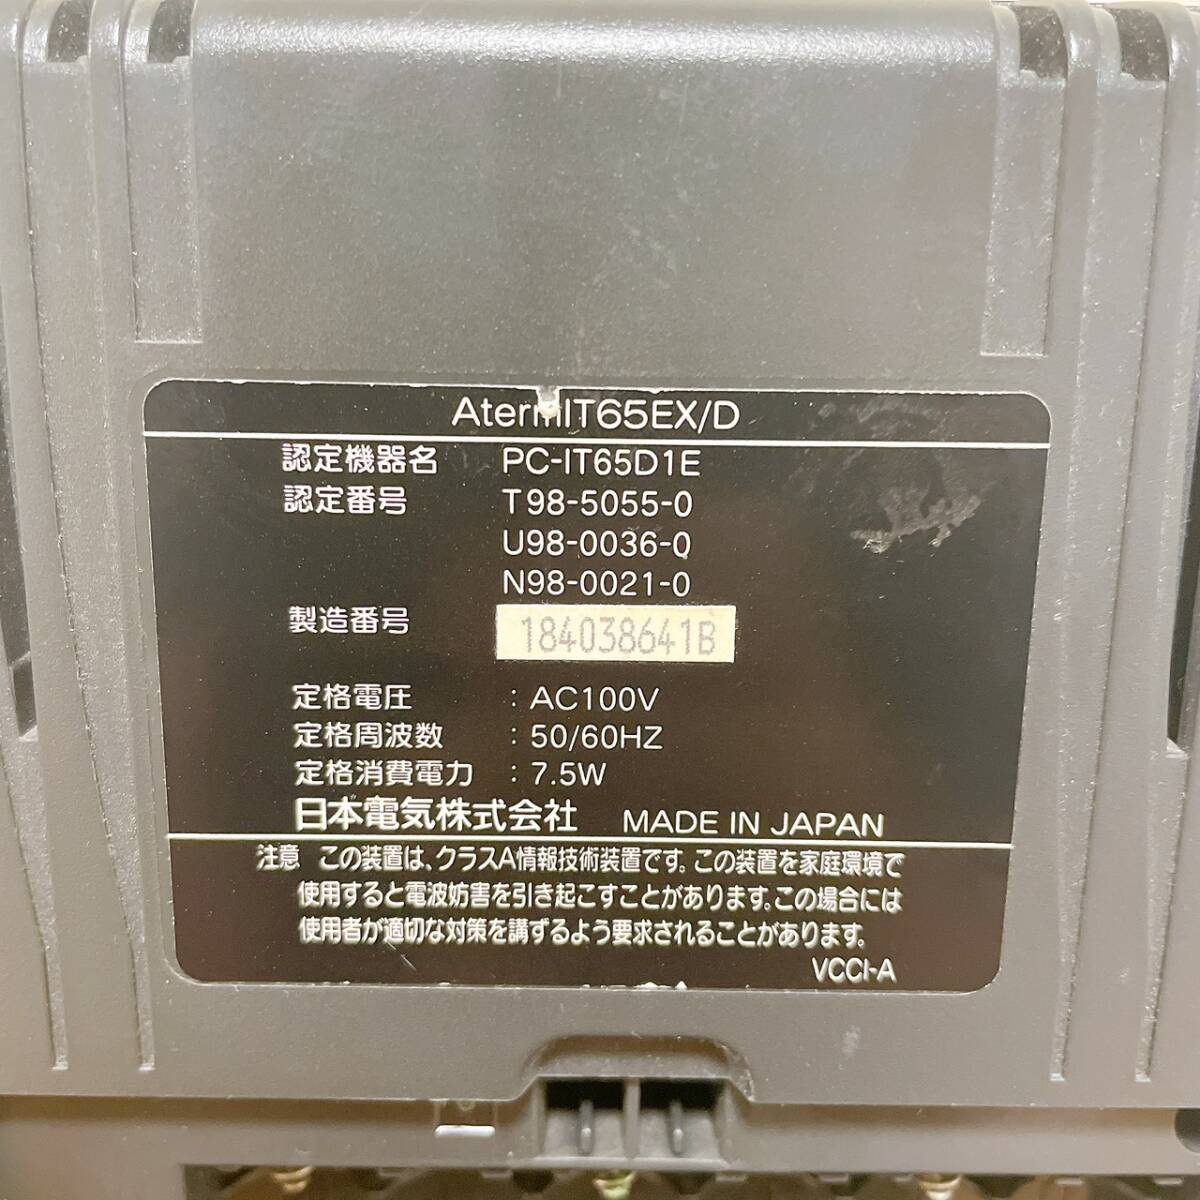 AtermIT65EX/D
認定機器名 PC-IT65D1E
認定番号 T98-5055-0
U98-0036-0
N98-0021-0
製造番号 184038641B
定格電圧 : AC100V
定格周波数 : 50/60HZ
定格消費電力 : 7.5W
日本電気株式会社 MADE IN JAPAN
注意 この装置は、クラスA情報技術装置です。この装置を家庭環境で
使用すると電波妨害を引き起こすことがあります。この場合には
使用者が適切な対策を講ずるよう要求されることがあります。
VCCI-A